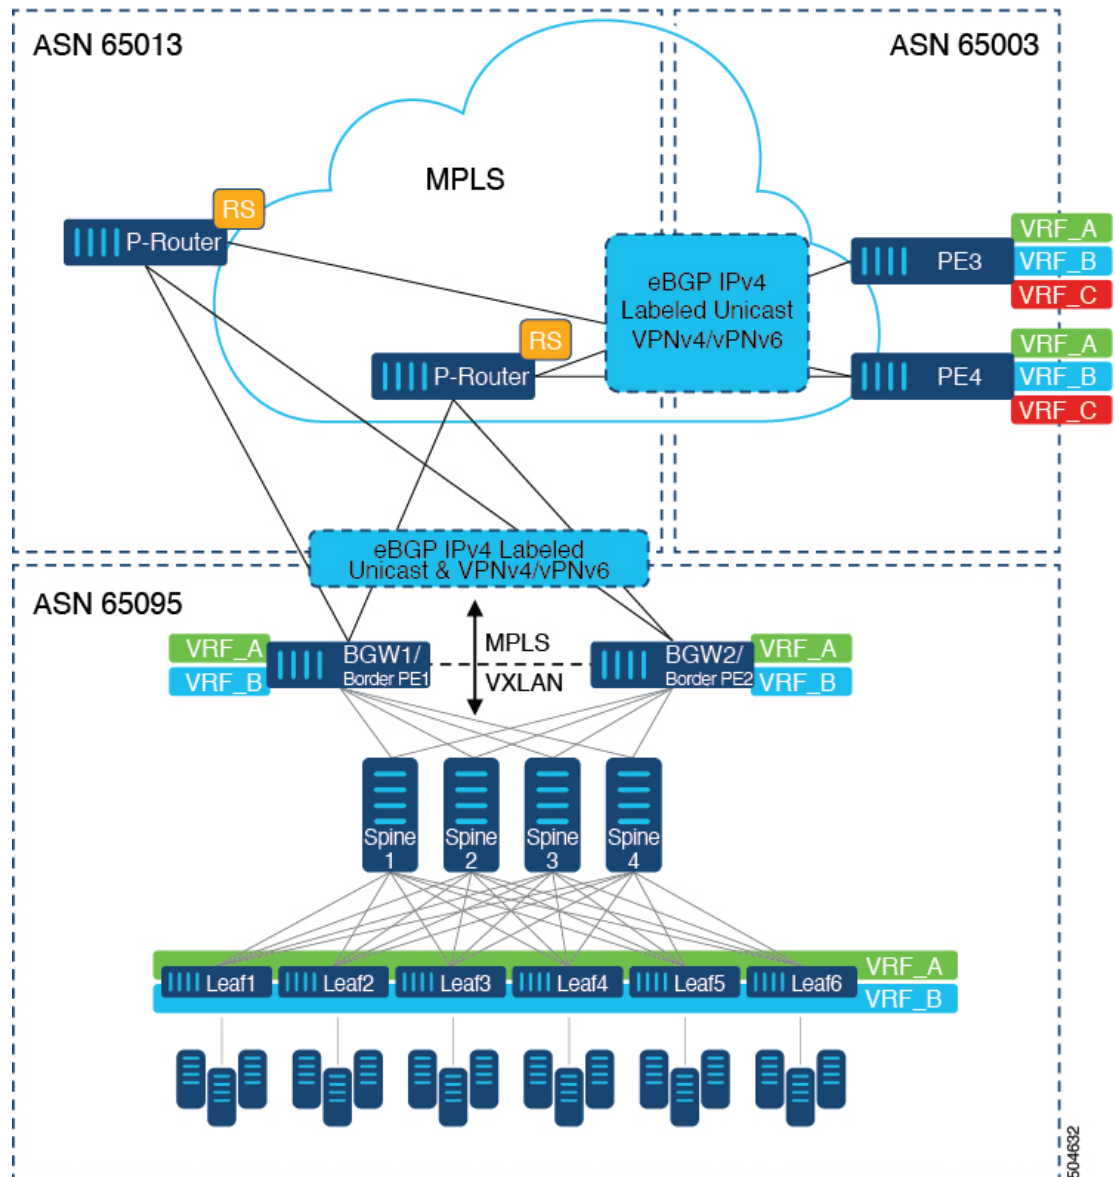 ASN 65013
ASN 65003
MPLS
RS
P-Router
VRF_A
PE3
VRF_B
VRF_C
eBGP IPv4
Labeled Unicast
VPNv4/vPNv6
RS
P-Router
VRF_A
PE4
VRF_B
VRF_C
eBGP IPv4 Labeled
Unicast & VPNv4/vPNv6
ASN 65095
VRF_A
VRF_B
BGW1/
Border PE1
MPLS
VXLAN
BGW2/
Border PE2
VRF_A
VRF_B
Spine
1
Spine
2
Spine
3
Spine
4
VRF_A
Leaf1
Leaf2
Leaf3
Leaf4
Leaf5
Leaf6
VRF_B
504632